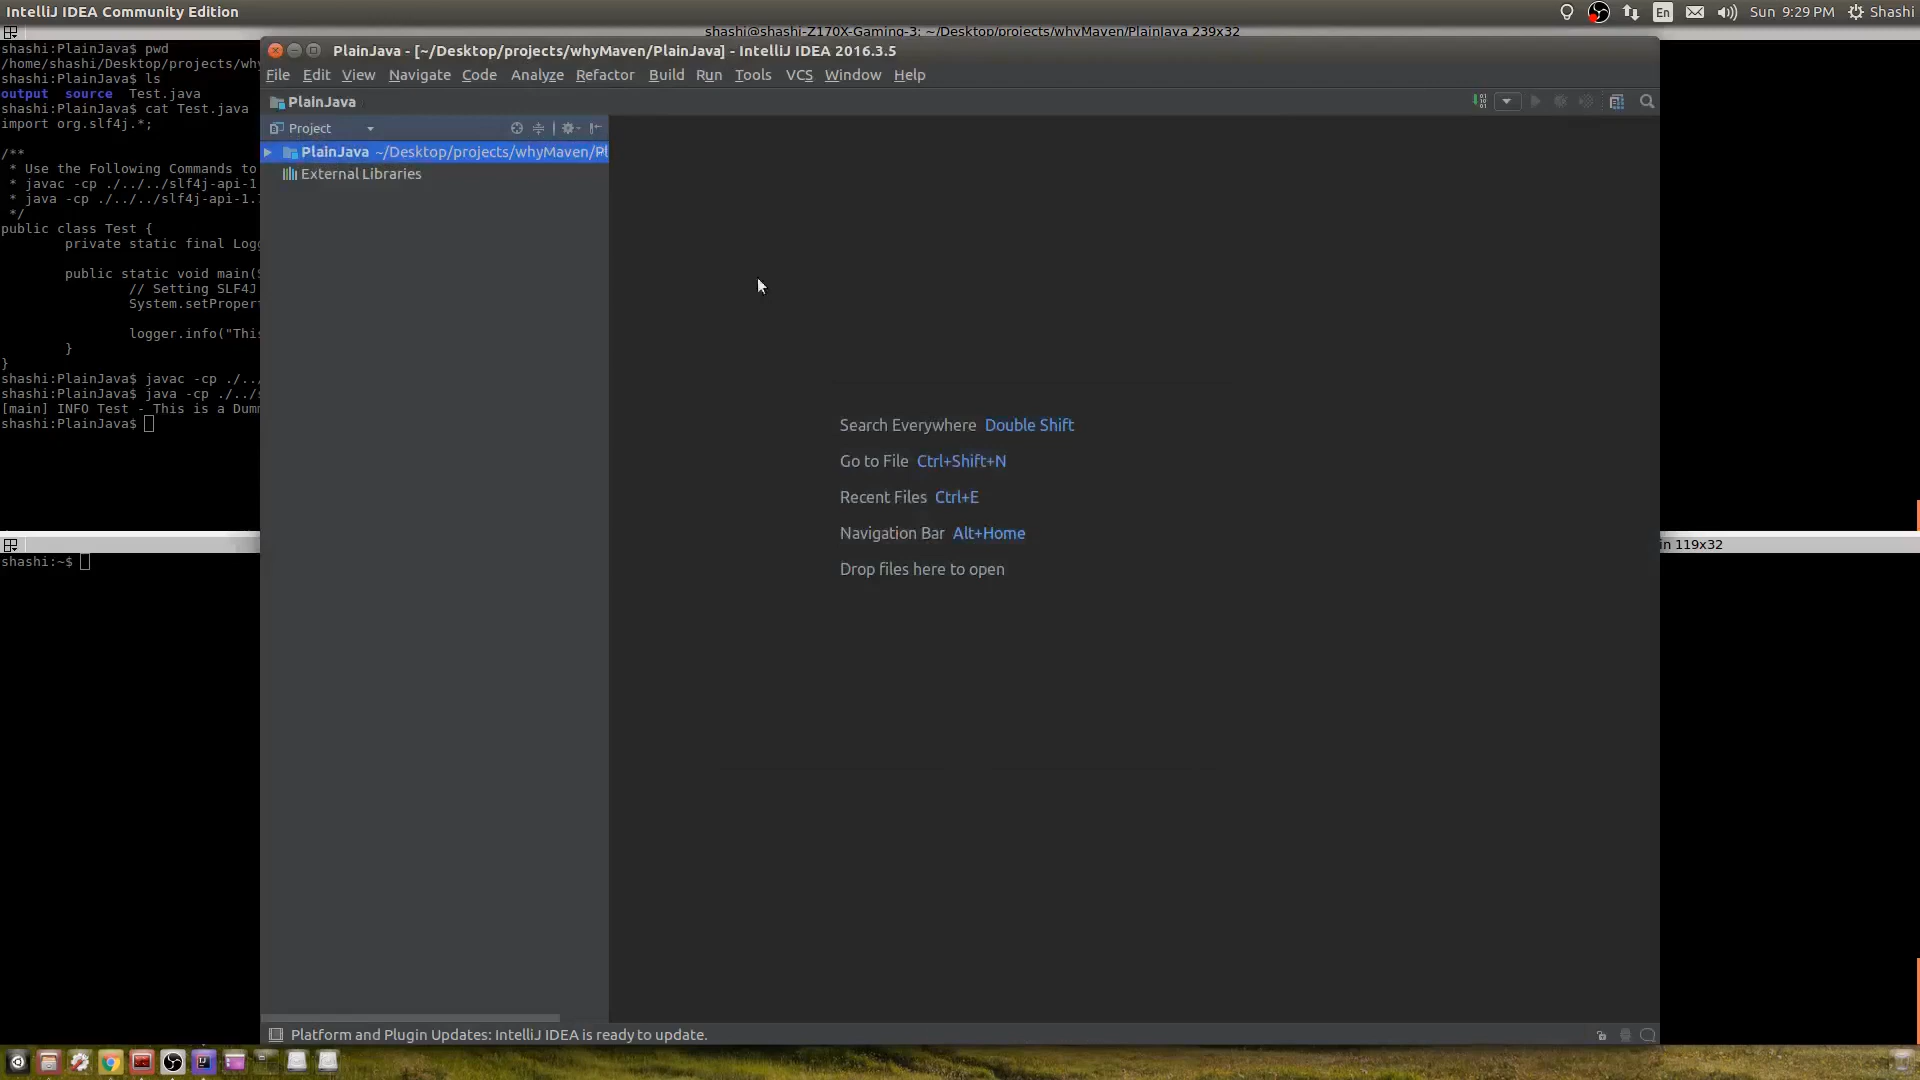 IntelliJ IDEA Community Edition
En
Sun 9:29 PM
Shashi
shashi@shashi-Z170X-Gaming-3: ~/Desktop/projects/whyMaven/PlainJava 239x32
shashi:PlainJava$ pwd
/home/shashi/Desktop/projects/why
shashi:PlainJava$ ls
output source Test.java
shashi:PlainJava$ cat Test.java
import org.slf4j.*;
/**
* Use the Following Commands to
* javac -cp ./../../slf4j-api-1
* java -cp ./../../slf4j-api-1.
*/
public class Test {
private static final Logg
public static void main(
// Setting SLF4J
System.setProper
logger.info("This
}
}
shashi:PlainJava$ javac -cp ./../
shashi:PlainJava$ java -cp ./../
[main] INFO Test - This is a Dum
shashi:PlainJava$
shashi:~$
in 119x32
PlainJava - [~/Desktop/projects/whyMaven/PlainJava] - IntelliJ IDEA 2016.3.5
File Edit View Navigate Code Analyze Refactor Build Run Tools VCS Window Help
PlainJava
Project
PlainJava ~/Desktop/projects/whyMaven/Pl
External Libraries
Search Everywhere Double Shift
Go to File Ctrl+Shift+N
Recent Files Ctrl+E
Navigation Bar Alt+Home
Drop files here to open
Platform and Plugin Updates: IntelliJ IDEA is ready to update.